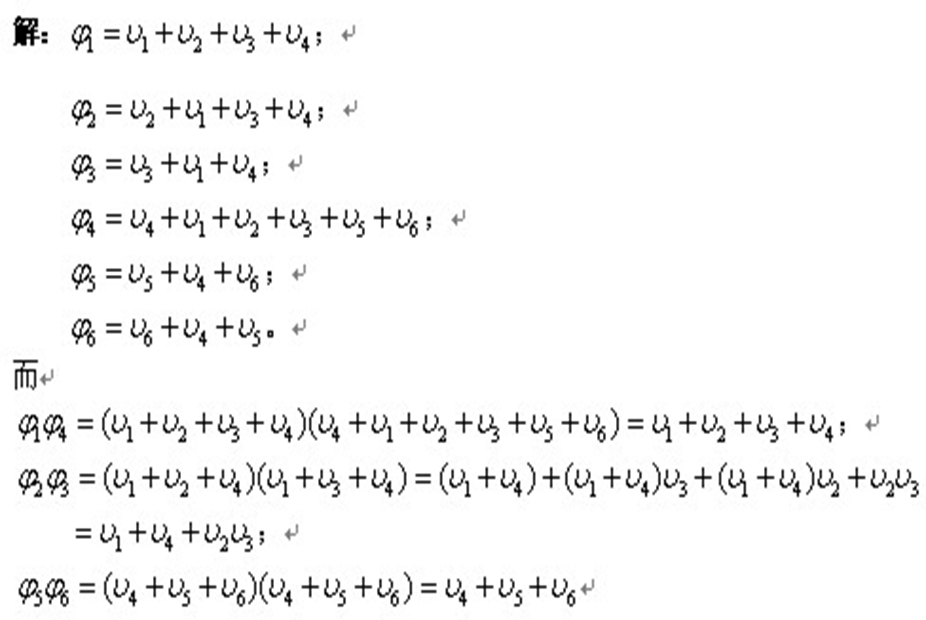 解: φ₁ = υ₁ + υ₂ + υ₃ + υ₄; ↵
φ₂ = υ₂ + υ₁ + υ₃ + υ₄; ↵
φ₃ = υ₃ + υ₁ + υ₄; ↵
φ₄ = υ₄ + υ₁ + υ₂ + υ₃ + υ₅ + υ₆; ↵
φ₅ = υ₅ + υ₄ + υ₆; ↵
φ₆ = υ₆ + υ₄ + υ₅。 ↵
而↵
φ₁φ₄ = (υ₁ + υ₂ + υ₃ + υ₄)(υ₄ + υ₁ + υ₂ + υ₃ + υ₅ + υ₆) = υ₁ + υ₂ + υ₃ + υ₄; ↵
φ₂φ₃ = (υ₁ + υ₂ + υ₄)(υ₁ + υ₃ + υ₄) = (υ₁ + υ₄) + (υ₁ + υ₄)υ₃ + (υ₁ + υ₄)υ₂ + υ₂υ₃
= υ₁ + υ₄ + υ₂υ₃; ↵
φ₅φ₆ = (υ₄ + υ₅ + υ₆)(υ₄ + υ₅ + υ₆) = υ₄ + υ₅ + υ₆↵